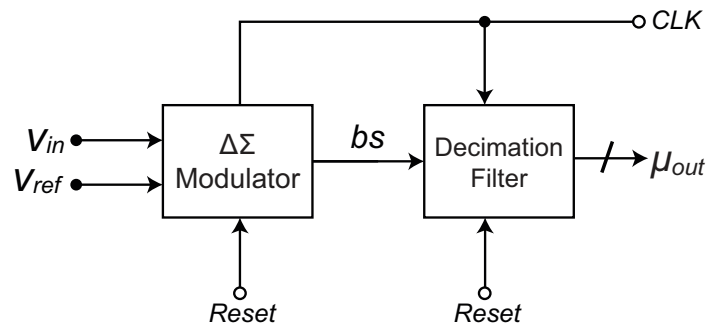 CLK
Vin
Vref
ΔΣ
Modulator
bs
Decimation
Filter
μout
Reset
Reset